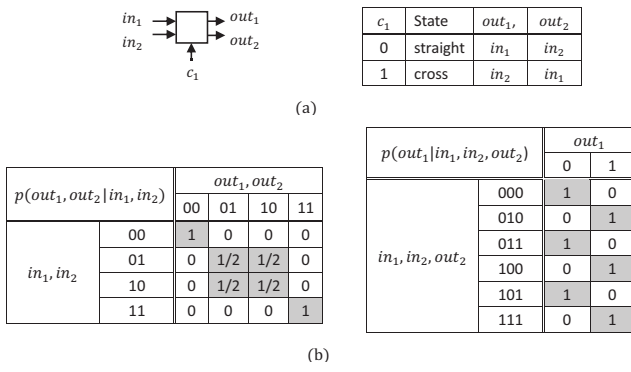 in₁ out₁
in₂ out₂
c₁
c₁ State out₁, out₂
0 straight in₁ in₂
1 cross in₂ in₁
(a)
p(out₁, out₂|in₁, in₂) out₁, out₂
00 01 10 11
in₁, in₂
00 1 0 0 0
01 0 1/2 1/2 0
10 0 1/2 1/2 0
11 0 0 0 1
p(out₁|in₁, in₂, out₂) out₁
0 1
in₁, in₂, out₂
000 1 0
010 0 1
011 1 0
100 0 1
101 1 0
111 0 1
(b)